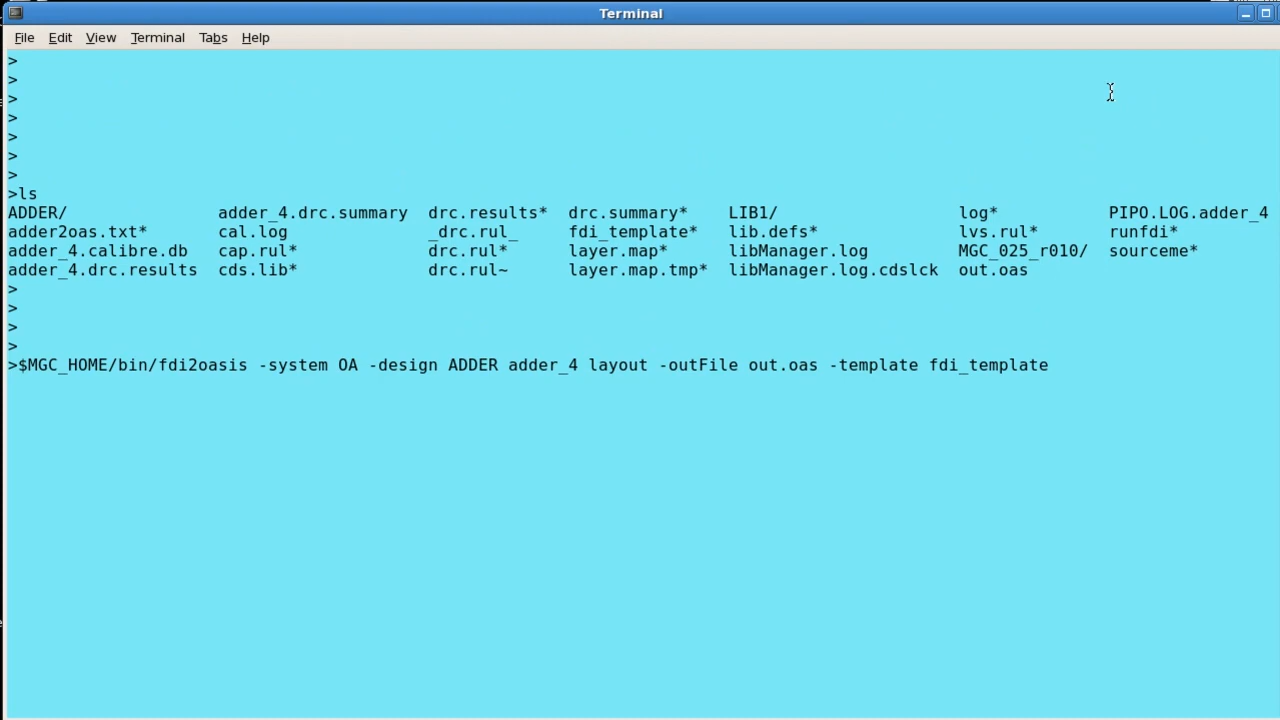 Terminal
File Edit View Terminal Tabs Help
>
>
>
>
>
>
>
>ls
ADDER/ adder_4.drc.summary drc.results* drc.summary* LIB1/ log* PIPO.LOG.adder_4
adder2oas.txt* cal.log _drc.rul_ fdi_template* lib.defs* lvs.rul* runfdi*
adder_4.calibre.db cap.rul* drc.rul* layer.map* libManager.log MGC_025_r010/ sourceme*
adder_4.drc.results cds.lib* drc.rul~ layer.map.tmp* libManager.log.cdslck out.oas
>
>
>
>
>$MGC_HOME/bin/fdi2oasis -system OA -design ADDER adder_4 layout -outFile out.oas -template fdi_template